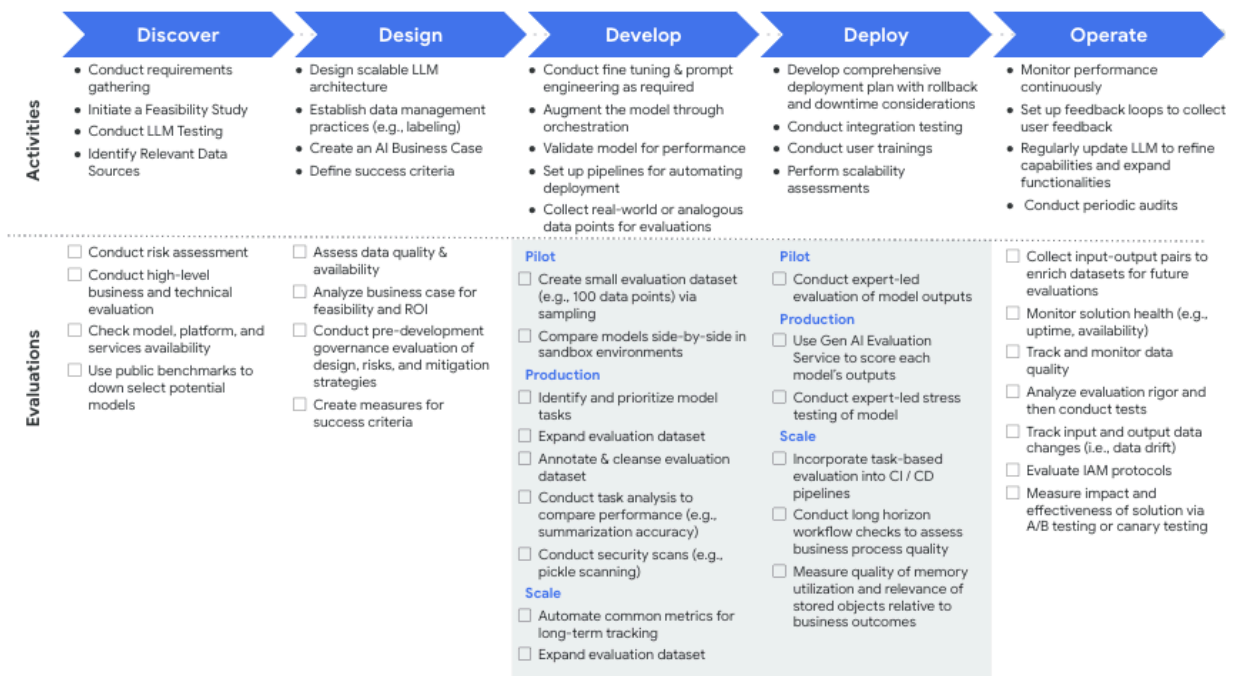 Discover
Design
Develop
Deploy
Operate
Activities
• Conduct requirements
gathering
• Initiate a Feasibility Study
• Conduct LLM Testing
• Identify Relevant Data
Sources
• Design scalable LLM
architecture
• Establish data management
practices (e.g., labeling)
• Create an AI Business Case
• Define success criteria
• Conduct fine tuning & prompt
engineering as required
• Augment the model through
orchestration
• Validate model for performance
• Set up pipelines for automating
deployment
• Collect real-world or analogous
data points for evaluations
• Develop comprehensive
deployment plan with rollback
and downtime considerations
• Conduct integration testing
• Conduct user trainings
• Perform scalability
assessments
• Monitor performance
continuously
• Set up feedback loops to collect
user feedback
• Regularly update LLM to refine
capabilities and expand
functionalities
• Conduct periodic audits
Evaluations
Conduct risk assessment
Conduct high-level
business and technical
evaluation
Check model, platform, and
services availability
Use public benchmarks to
down select potential
models
Assess data quality &
availability
Analyze business case for
feasibility and ROI
Conduct pre-development
governance evaluation of
design, risks, and mitigation
strategies
Create measures for
success criteria
Pilot
Create small evaluation dataset
(e.g., 100 data points) via
sampling
Compare models side-by-side in
sandbox environments
Production
Identify and prioritize model
tasks
Expand evaluation dataset
Annotate & cleanse evaluation
dataset
Conduct task analysis to
compare performance (e.g.,
summarization accuracy)
Conduct security scans (e.g.,
pickle scanning)
Scale
Automate common metrics for
long-term tracking
Expand evaluation dataset
Pilot
Conduct expert-led
evaluation of model outputs
Production
Use Gen AI Evaluation
Service to score each
model's outputs
Conduct expert-led stress
testing of model
Scale
Incorporate task-based
evaluation into CI / CD
pipelines
Conduct long horizon
workflow checks to assess
business process quality
Measure quality of memory
utilization and relevance of
stored objects relative to
business outcomes
Collect input-output pairs to
enrich datasets for future
evaluations
Monitor solution health (e.g.,
uptime, availability)
Track and monitor data
quality
Analyze evaluation rigor and
then conduct tests
Track input and output data
changes (i.e., data drift)
Evaluate IAM protocols
Measure impact and
effectiveness of solution via
A/B testing or canary testing